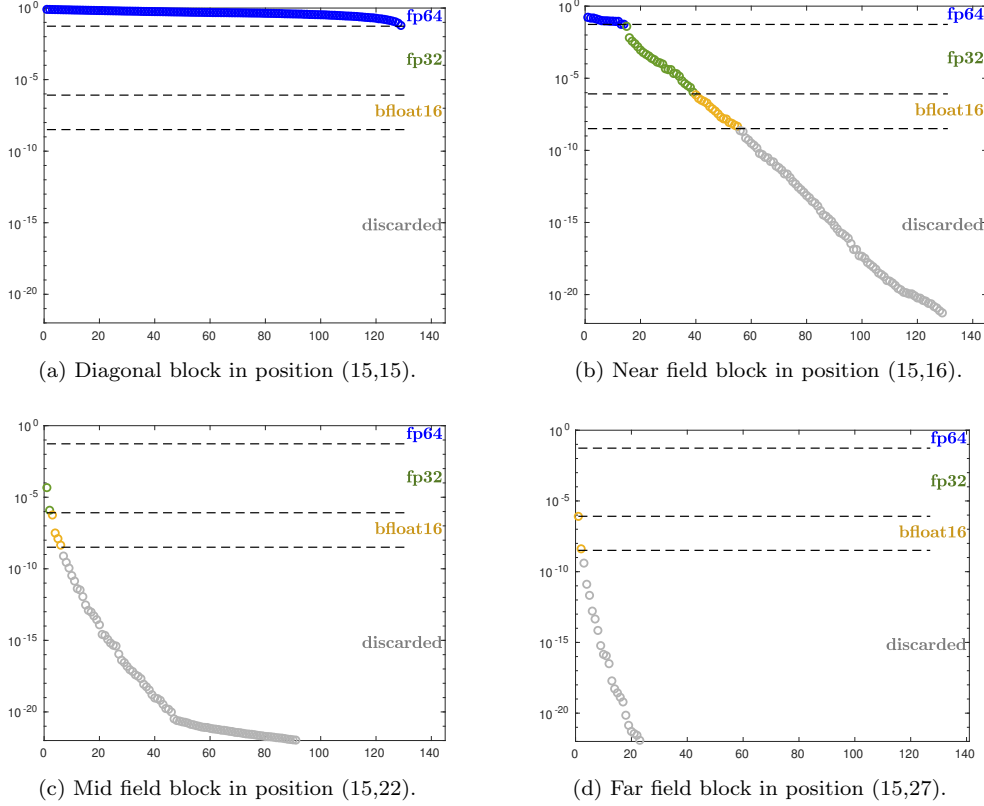 10^0
fp64
fp32
10^-5
bfloat16
10^-10
discarded
10^-15
10^-20
0 20 40 60 80 100 120 140
(a) Diagonal block in position (15,15).
10^0
fp64
fp32
10^-5
bfloat16
10^-10
discarded
10^-15
10^-20
0 20 40 60 80 100 120 140
(b) Near field block in position (15,16).
10^0
fp64
fp32
10^-5
bfloat16
10^-10
discarded
10^-15
10^-20
0 20 40 60 80 100 120 140
(c) Mid field block in position (15,22).
10^0
fp64
fp32
10^-5
bfloat16
10^-10
discarded
10^-15
10^-20
0 20 40 60 80 100 120 140
(d) Far field block in position (15,27).